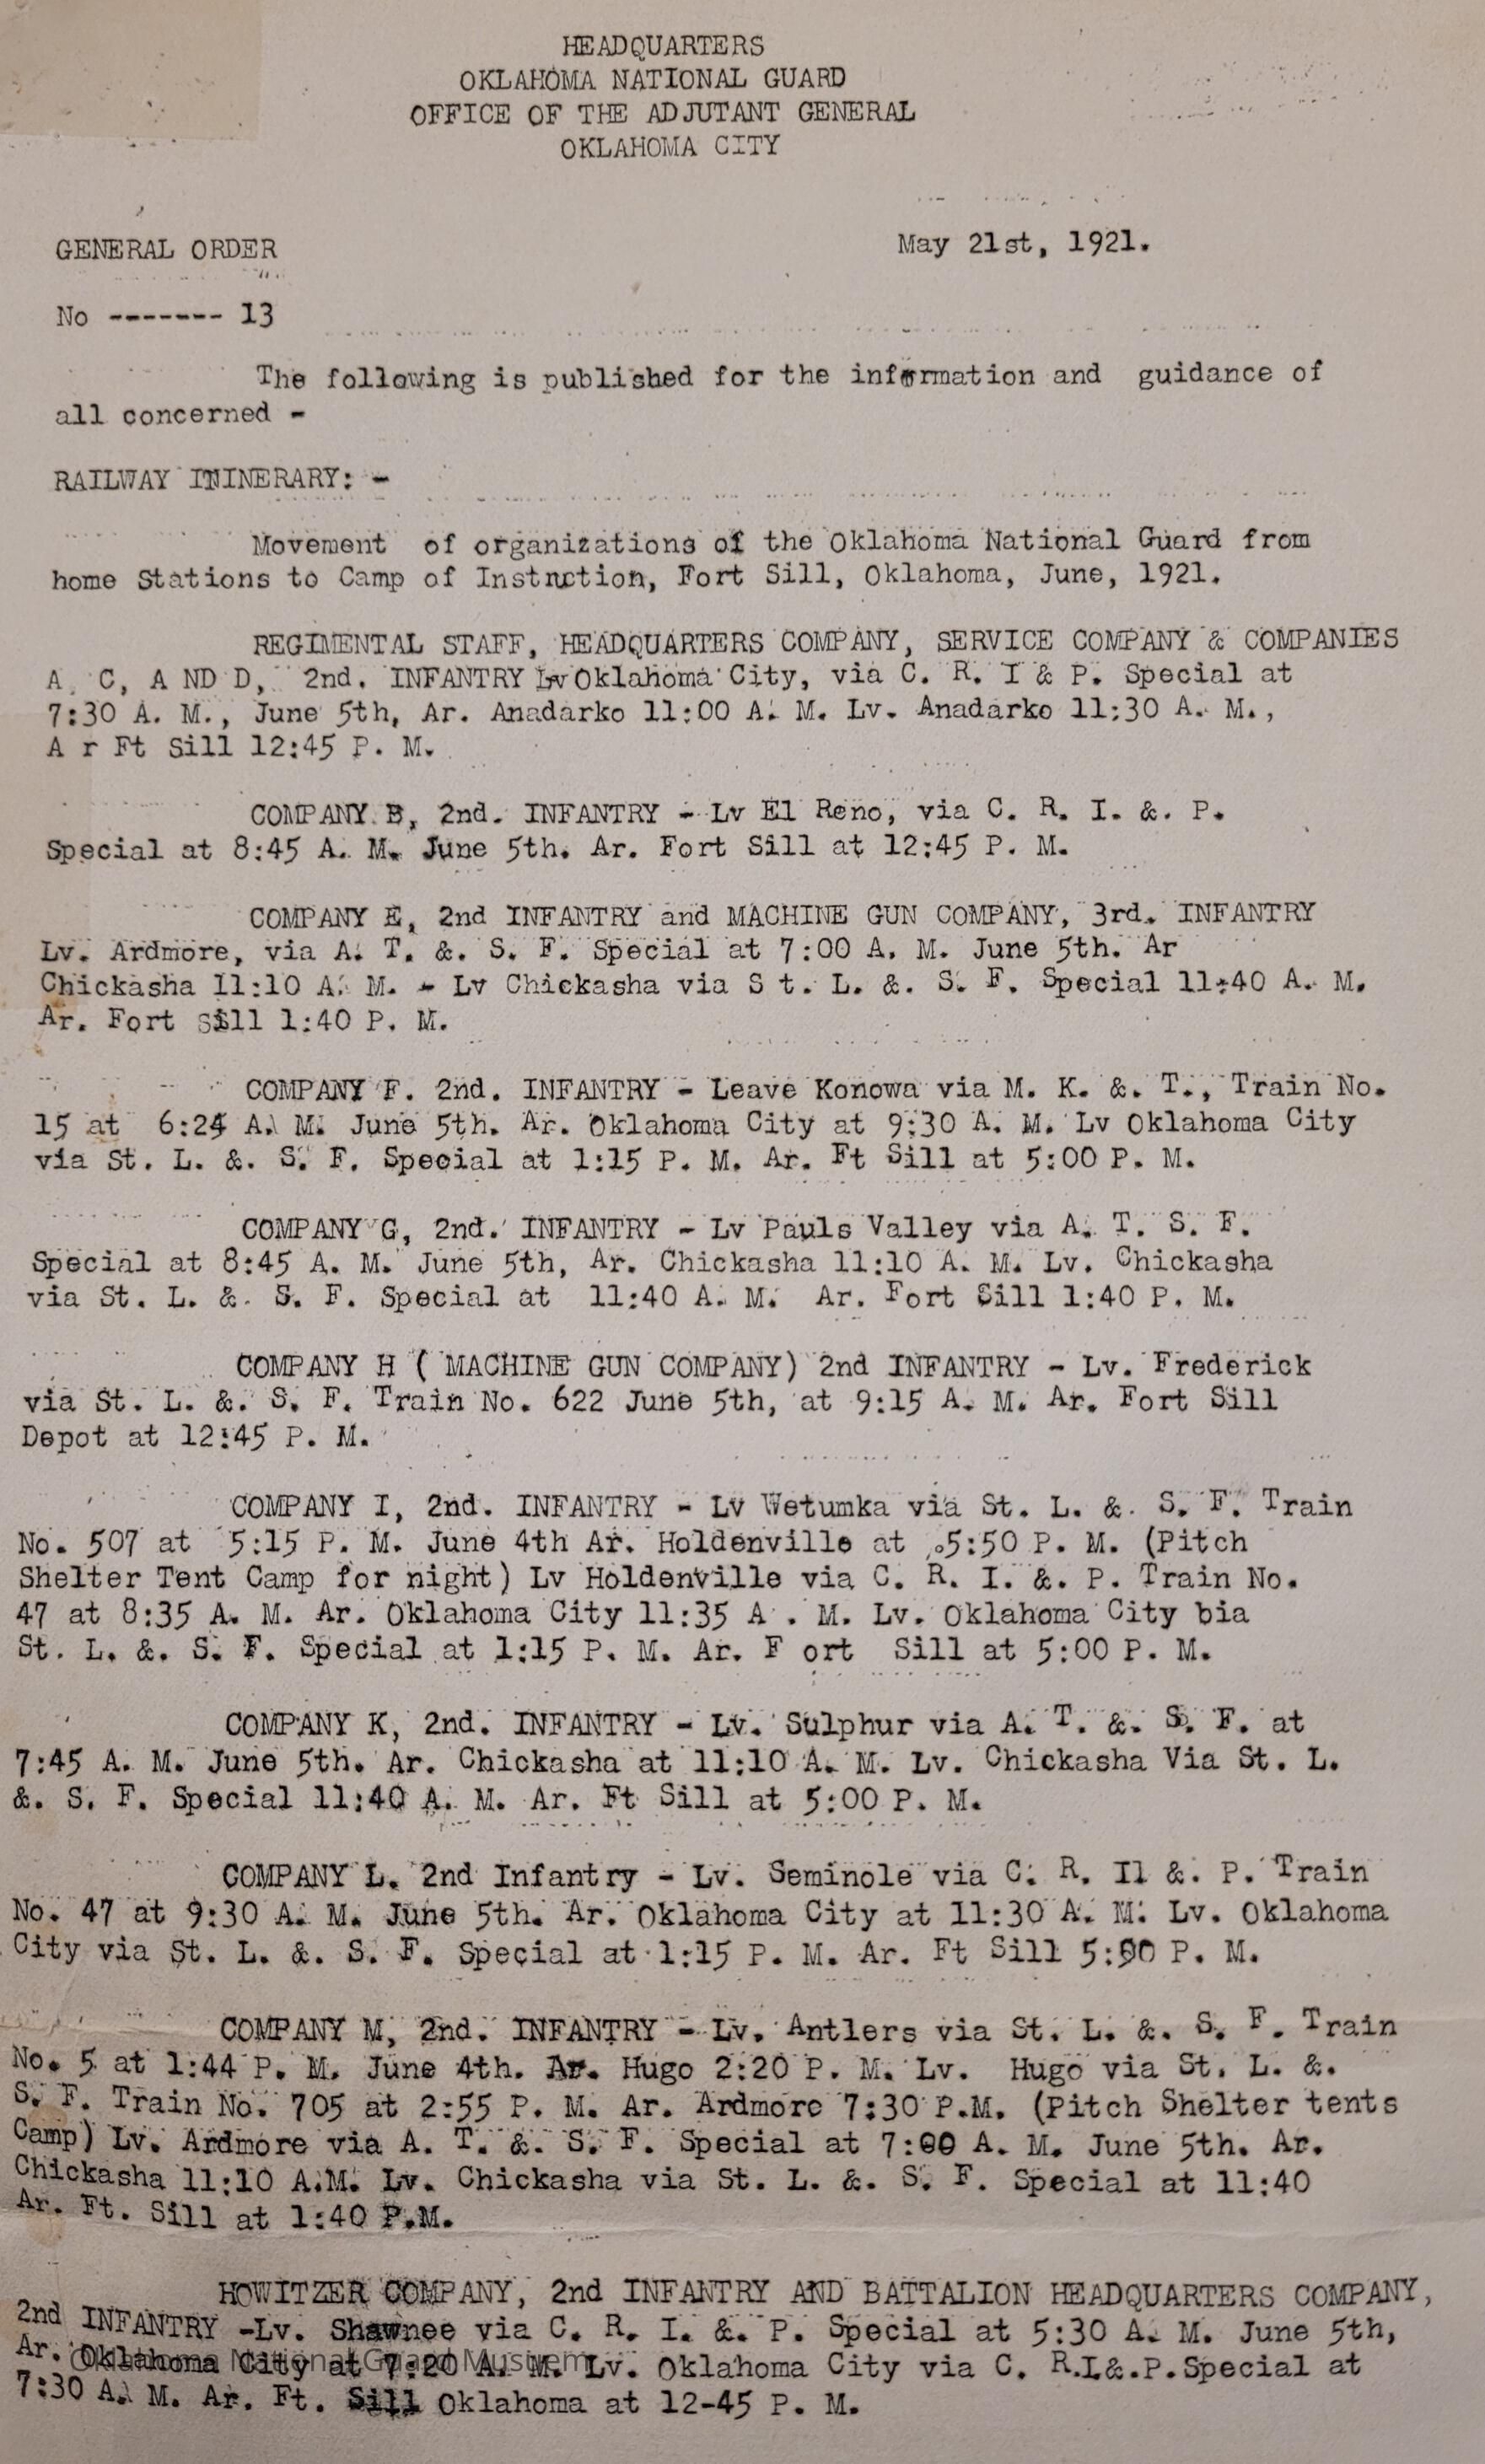 HEADQUARTERS
OKLAHOMA NATIONAL GUARD
OFFICE OF THE ADJUTANT GENERAL
OKLAHOMA CITY
May 21st, 1921.
GENERAL ORDER
No ------- 13
The following is published for the information and guidance of
all concerned -
RAILWAY ITINERARY: -
Movement of organizations of the Oklahoma National Guard from
home Stations to Camp of Instruction, Fort Sill, Oklahoma, June, 1921.
REGIMENTAL STAFF, HEADQUARTERS COMPANY, SERVICE COMPANY & COMPANIES
A, C, A ND D, 2nd. INFANTRY Lv Oklahoma City, via C. R. I & P. Special at
7:30 A. M., June 5th, Ar. Anadarko 11:00 A. M. Lv. Anadarko 11:30 A. M.,
A r Ft Sill 12:45 P. M.
COMPANY B, 2nd. INFANTRY - Lv El Reno, via C. R. I. &. P.
Special at 8:45 A. M. June 5th. Ar. Fort Sill at 12:45 P. M.
COMPANY E, 2nd INFANTRY and MACHINE GUN COMPANY, 3rd. INFANTRY
Lv. Ardmore, via A. T. &. S. F. Special at 7:00 A. M. June 5th. Ar
Chickasha 11:10 A. M. - Lv Chickasha via S t. L. &. S. F. Special 11:40 A. M.
Ar. Fort Sill 1:40 P. M.
COMPANY F. 2nd. INFANTRY - Leave Konowa via M. K. &. T., Train No.
15 at 6:24 A. M. June 5th. Ar. Oklahoma City at 9:30 A. M. Lv Oklahoma City
via St. L. &. S. F. Special at 1:15 P. M. Ar. Ft Sill at 5:00 P. M.
COMPANY G, 2nd. INFANTRY - Lv Pauls Valley via A. T. S. F.
Special at 8:45 A. M. June 5th, Ar. Chickasha 11:10 A. M. Lv. Chickasha
via St. L. &. S. F. Special at 11:40 A. M. Ar. Fort Sill 1:40 P. M.
COMPANY H ( MACHINE GUN COMPANY) 2nd INFANTRY - Lv. Frederick
via St. L. &. S. F. Train No. 622 June 5th, at 9:15 A. M. Ar. Fort Sill
Depot at 12:45 P. M.
COMPANY I, 2nd. INFANTRY - Lv Wetumka via St. L. &. S. F. Train
No. 507 at 5:15 P. M. June 4th Ar. Holdenville at 5:50 P. M. (Pitch
Shelter Tent Camp for night) Lv Holdenville via C. R. I. &. P. Train No.
47 at 8:35 A. M. Ar. Oklahoma City 11:35 A . M. Lv. Oklahoma City bia
St. L. &. S. F. Special at 1:15 P. M. Ar. F ort Sill at 5:00 P. M.
COMPANY K, 2nd. INFANTRY - Lv. Sulphur via A. T. &. S. F. at
7:45 A. M. June 5th. Ar. Chickasha at 11:10 A. M. Lv. Chickasha Via St. L.
&. S. F. Special 11:40 A. M. Ar. Ft Sill at 5:00 P. M.
COMPANY L. 2nd Infantry - Lv. Seminole via C. R. Il &. P. Train
No. 47 at 9:30 A. M. June 5th. Ar. Oklahoma City at 11:30 A. M. Lv. Oklahoma
City via St. L. &. S. F. Special at 1:15 P. M. Ar. Ft Sill 5:00 P. M.
COMPANY M, 2nd. INFANTRY - Lv. Antlers via St. L. &. S. F. Train
No. 5 at 1:44 P. M. June 4th. Ar. Hugo 2:20 P. M. Lv. Hugo via St. L. &.
S. F. Train No. 705 at 2:55 P. M. Ar. Ardmore 7:30 P.M. (Pitch Shelter tents
Camp) Lv. Ardmore via A. T. &. S. F. Special at 7:00 A. M. June 5th. Ar.
Chickasha 11:10 A.M. Lv. Chickasha via St. L. &. S. F. Special at 11:40
Ar. Ft. Sill at 1:40 P.M.
HOWITZER COMPANY, 2nd INFANTRY AND BATTALION HEADQUARTERS COMPANY,
2nd INFANTRY -Lv. Shawnee via C. R. I. &. P. Special at 5:30 A. M. June 5th,
Ar. Oklahoma City at 7:20 A. M. Lv. Oklahoma City via C. R.I.&.P.Special at
©Oklahoma National Guard Museum
7:30 A. M. Ar. Ft. Sill Oklahoma at 12-45 P. M.